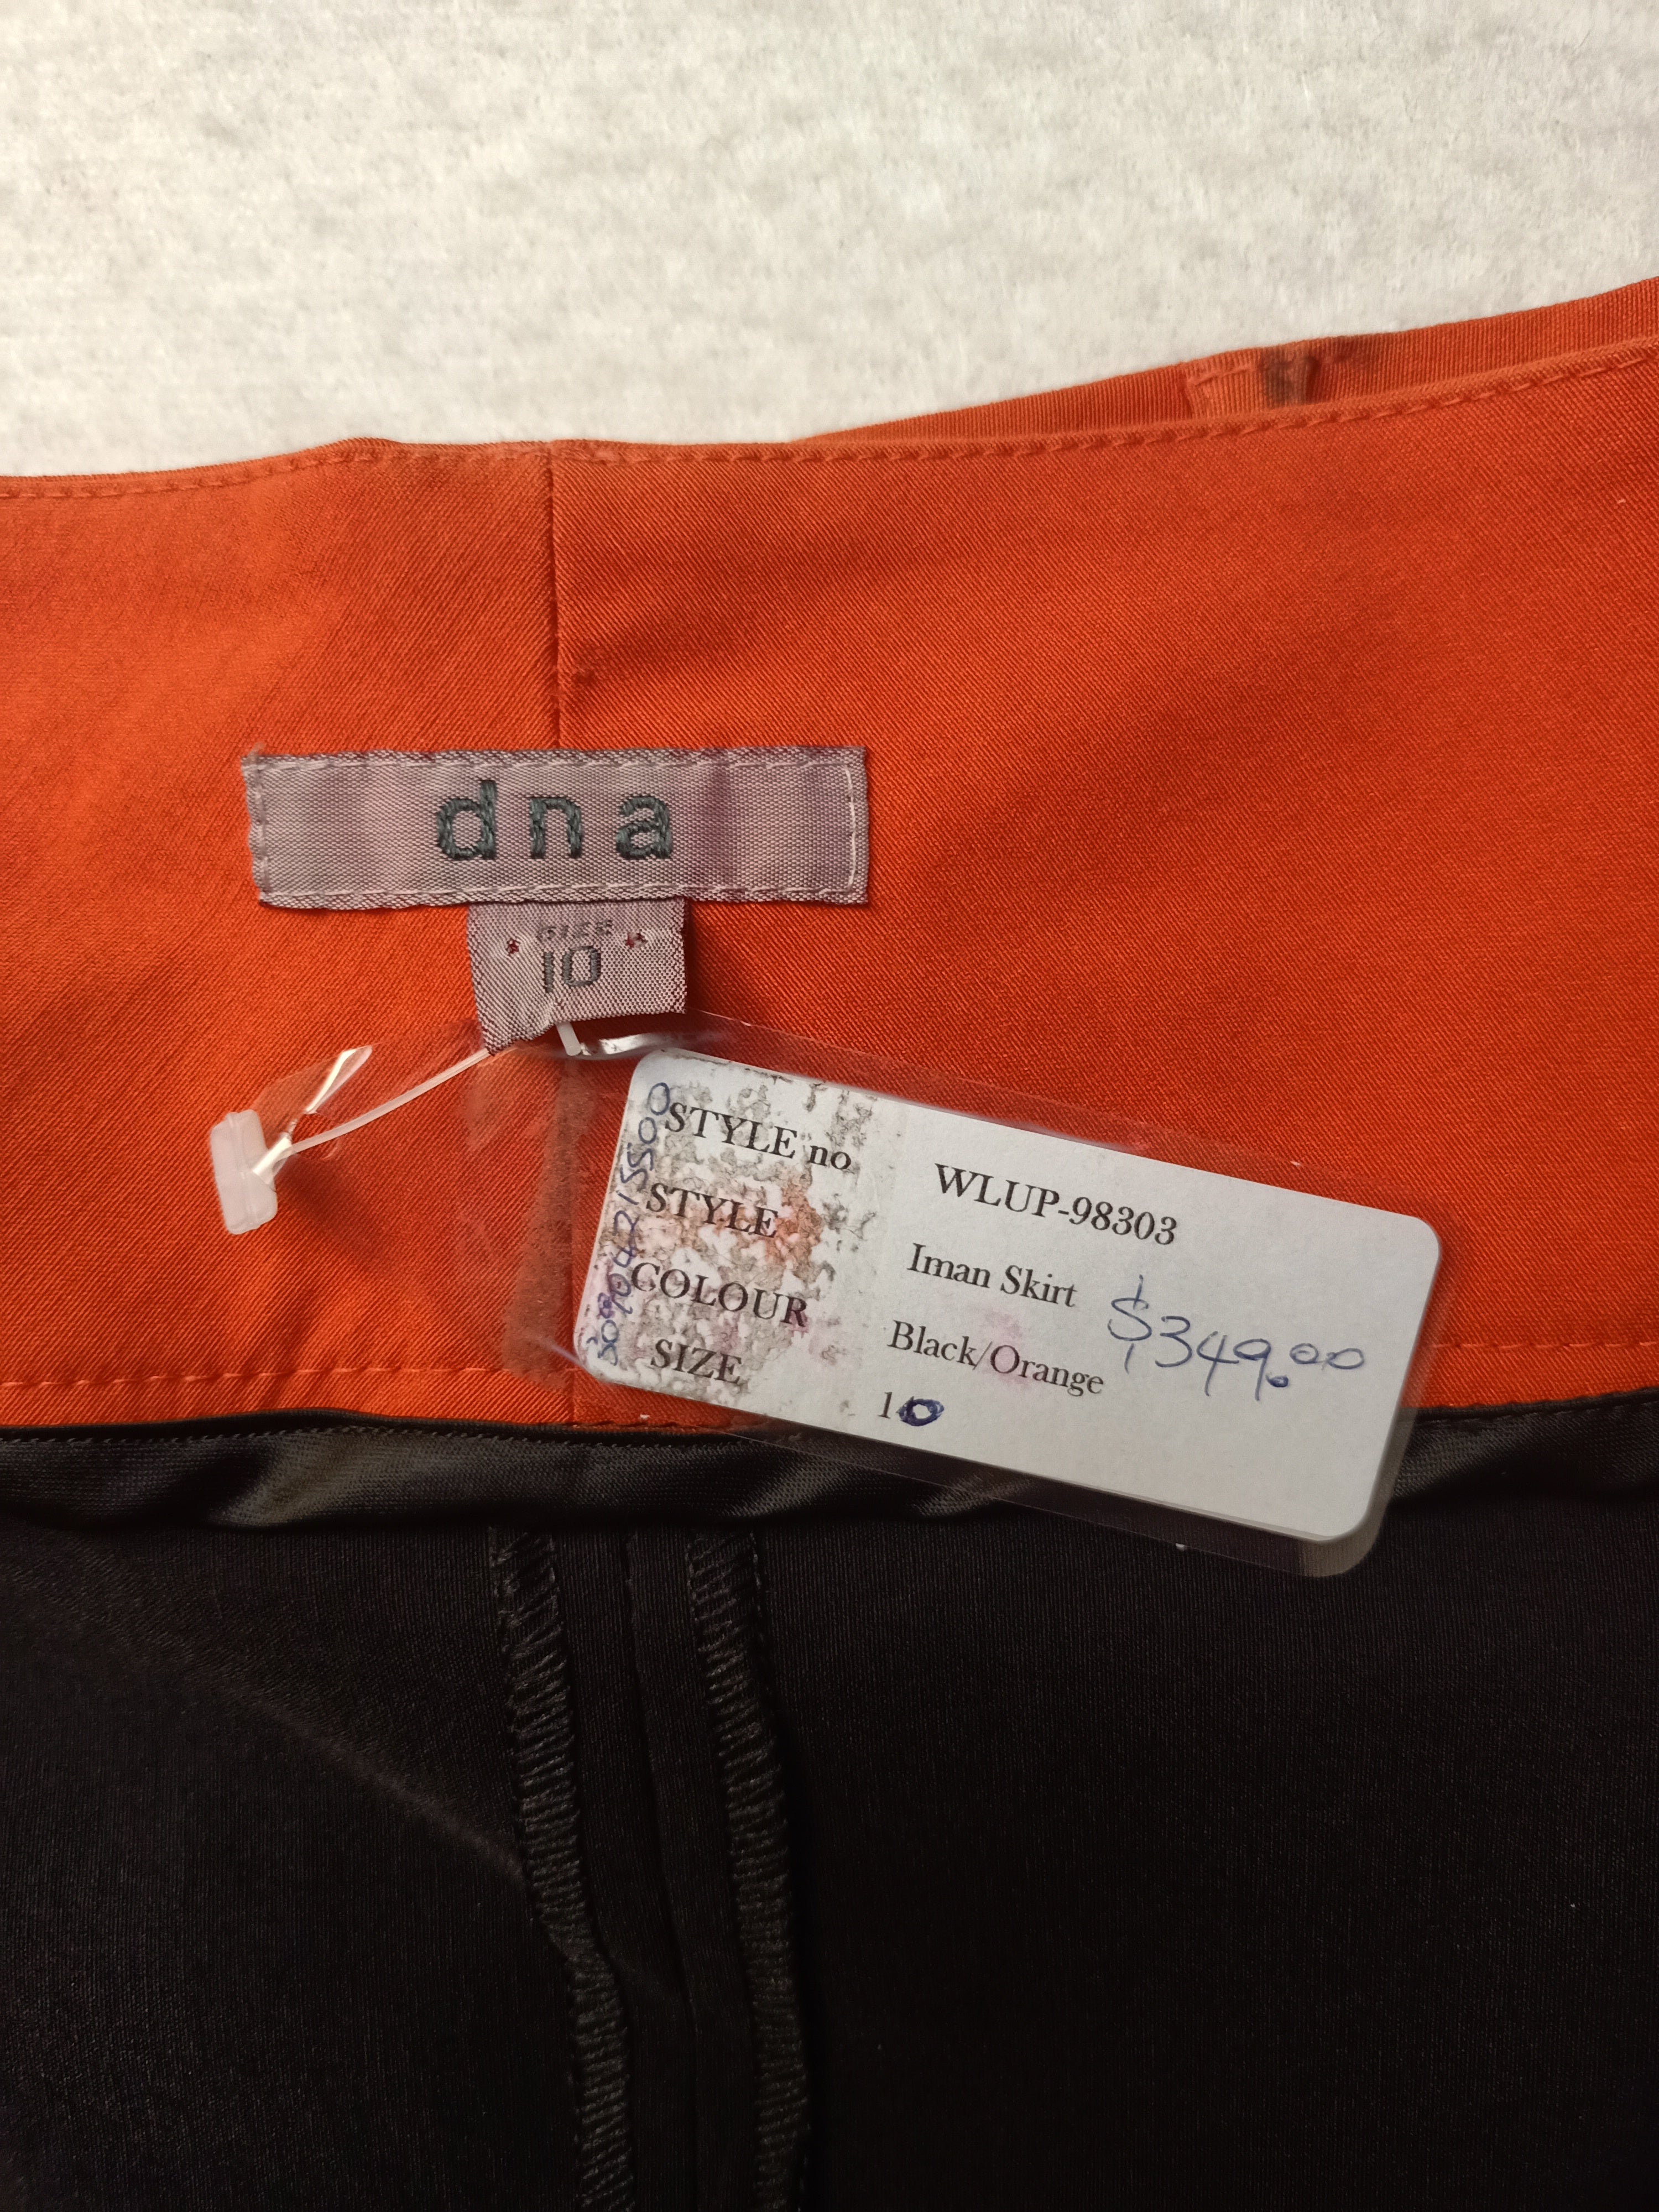 dna
SIZE
10
STYLE no WLUP-98303
STYLE Iman Skirt
COLOUR Black/Orange
SIZE 10
$349.00